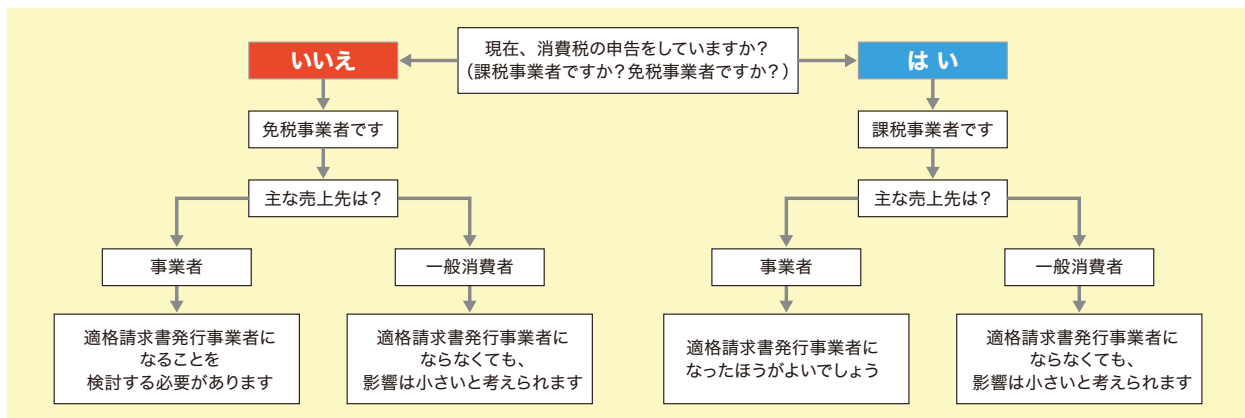 現在、消費税の申告をしていますか？
（課税事業者ですか？免税事業者ですか？）
いいえ
はい
免税事業者です
課税事業者です
主な売上先は？
主な売上先は？
事業者
一般消費者
事業者
一般消費者
適格請求書発行事業者に
なることを
検討する必要があります
適格請求書発行事業者に
ならなくても、
影響は小さいと考えられます
適格請求書発行事業者に
なったほうがよいでしょう
適格請求書発行事業者に
ならなくても、
影響は小さいと考えられます